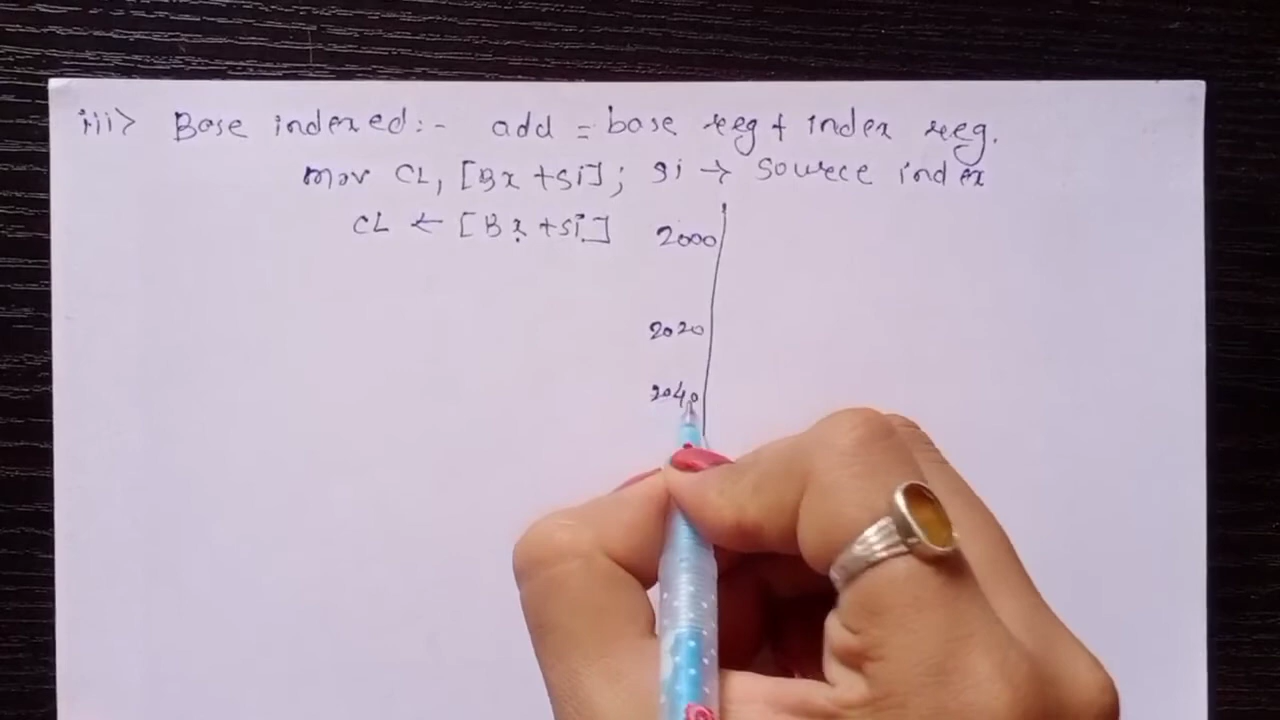 iii> Base indexed:- add = base reg + index reg.
mov CL, [Bx + si]; si → source index
CL ← [Bx + si]
2000
2020
2040